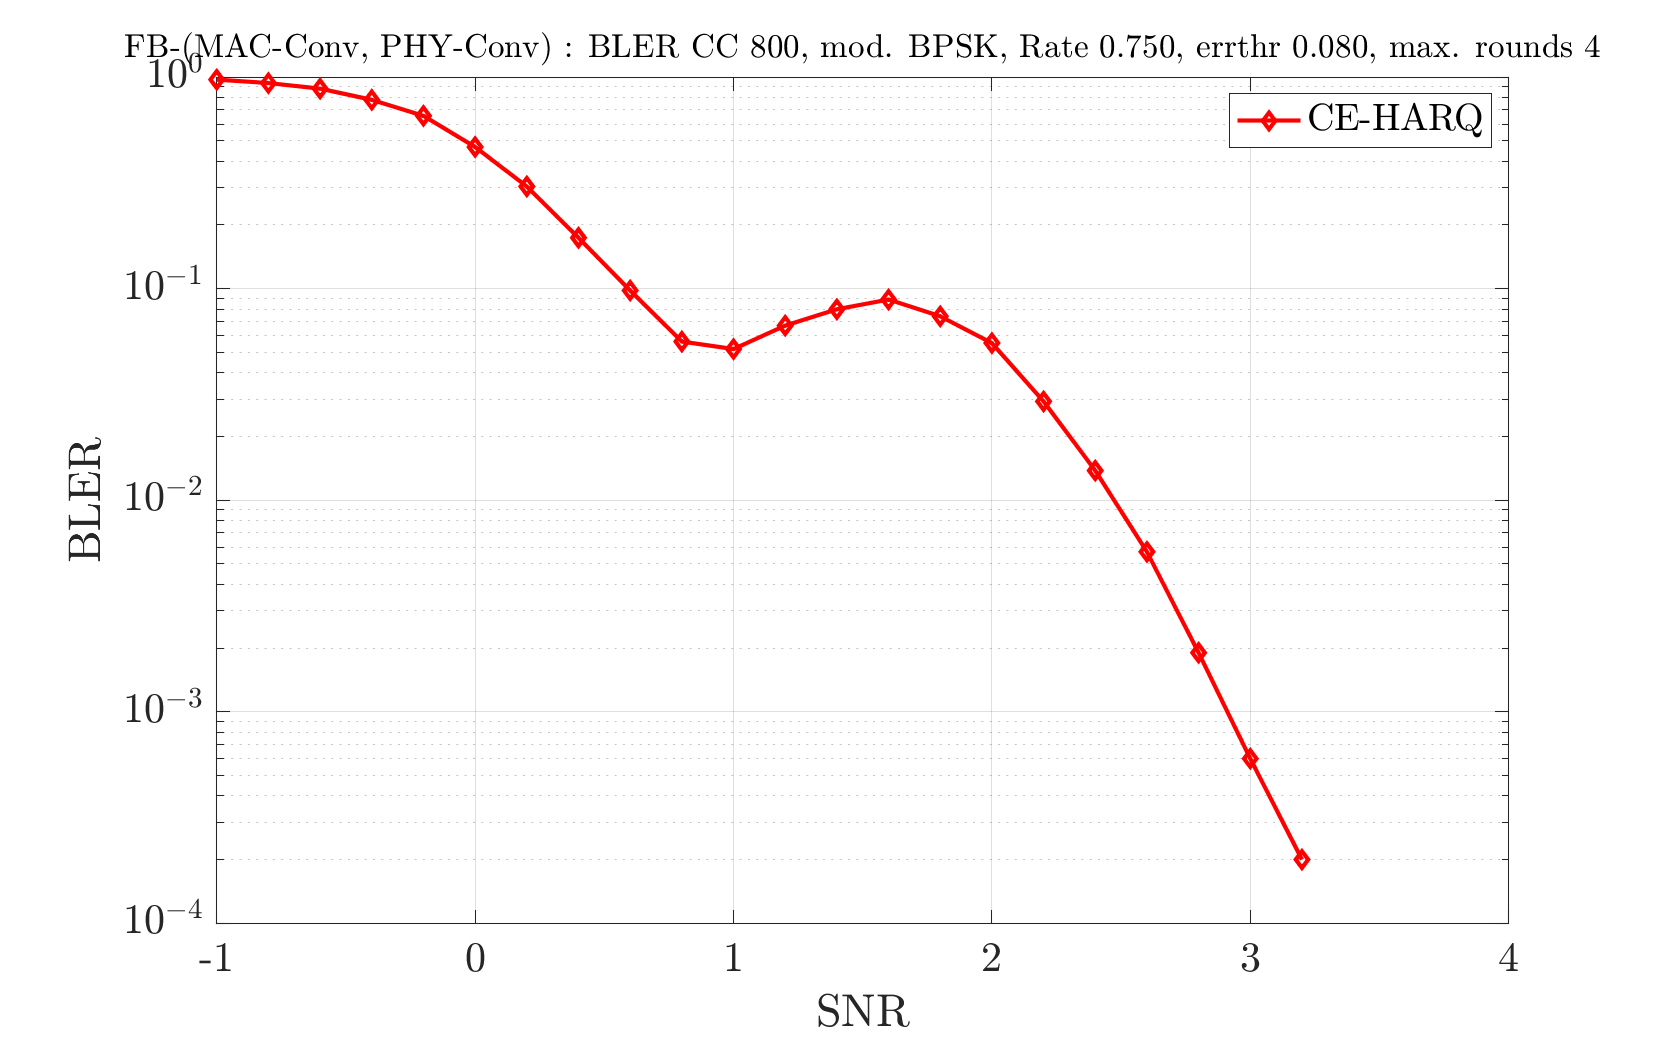 FB-(MAC-Conv, PHY-Conv) : BLER CC 800, mod. BPSK, Rate 0.750, errthr 0.080, max. rounds 4
10^0
CE-HARQ
10^{-1}
10^{-2}
10^{-3}
10^{-4}
BLER
-1 0 1 2 3 4
SNR